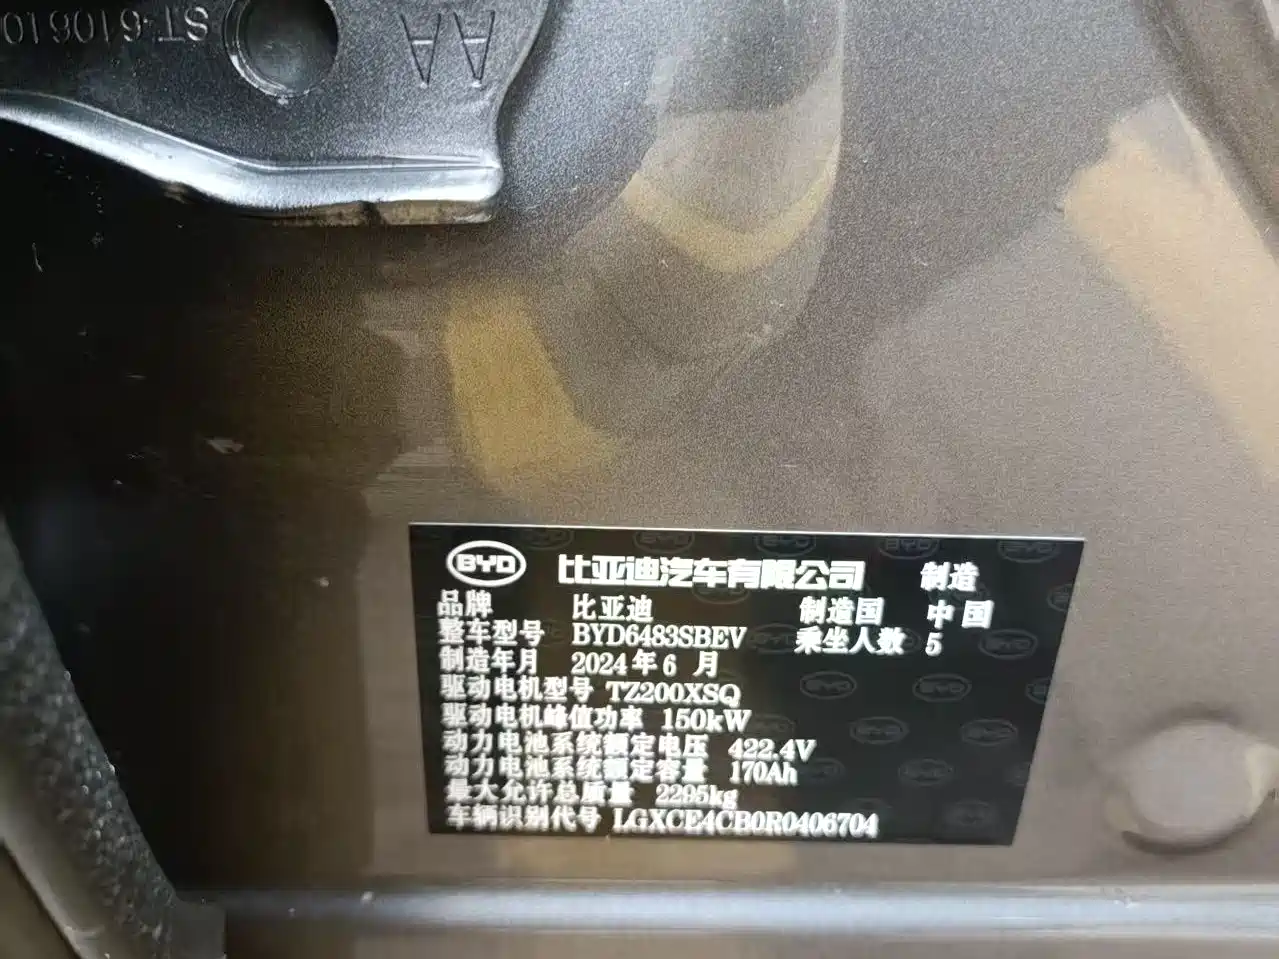 ST-610610
AA
BYD 比亚迪汽车有限公司 制造
品牌 比亚迪 制造国 中国
整车型号 BYD6483SBEV 乘坐人数 5
制造年月 2024年6月
驱动电机型号 TZ200XSQ
驱动电机峰值功率 150kW
动力电池系统额定电压 422.4V
动力电池系统额定容量 170Ah
最大允许总质量 2295kg
车辆识别代号 LGXCE4CB0R0406704